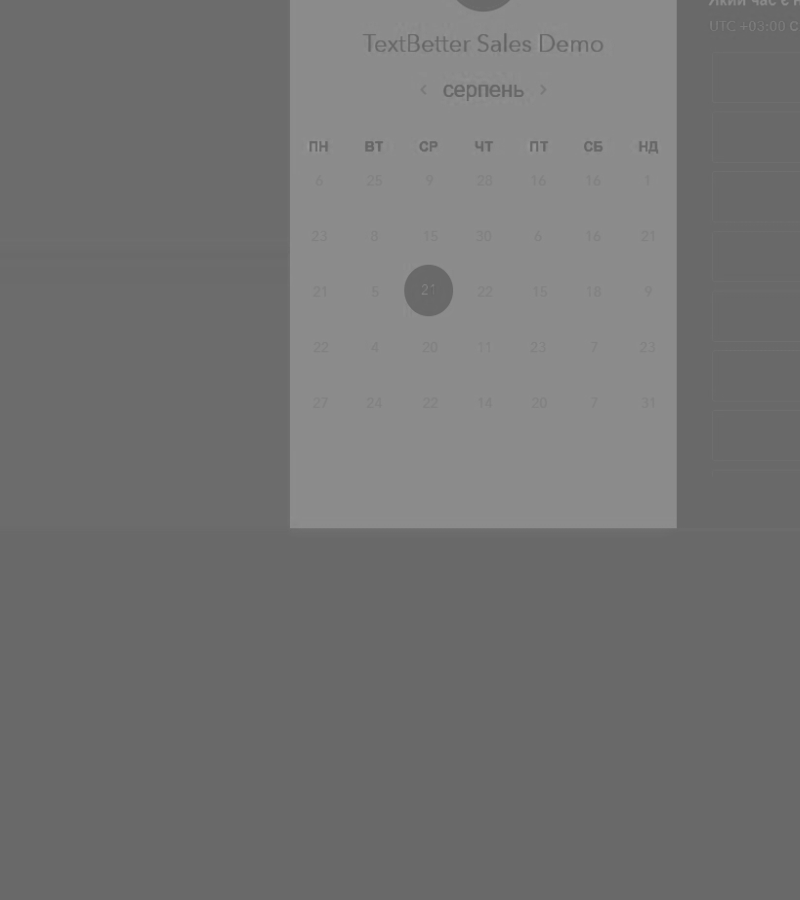 TextBetter Sales Demo
‹ серпень ›
ПН ВТ СР ЧТ ПТ СБ НД
6 25 9 28 16 16 1
23 8 15 30 6 16 21
21 5 21 22 15 18 9
22 4 20 11 23 7 23
27 24 22 14 20 7 31
Який час є
UTC +03:00